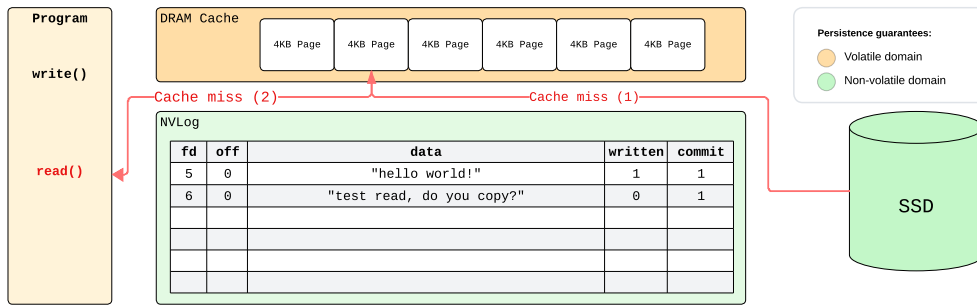 Program
write()
read()
DRAM Cache
4KB Page 4KB Page 4KB Page 4KB Page 4KB Page 4KB Page
Cache miss (2)
Cache miss (1)
NVLog
fd off data written commit
5 0 "hello world!" 1 1
6 0 "test read, do you copy?" 0 1
Persistence guarantees:
Volatile domain
Non-volatile domain
SSD